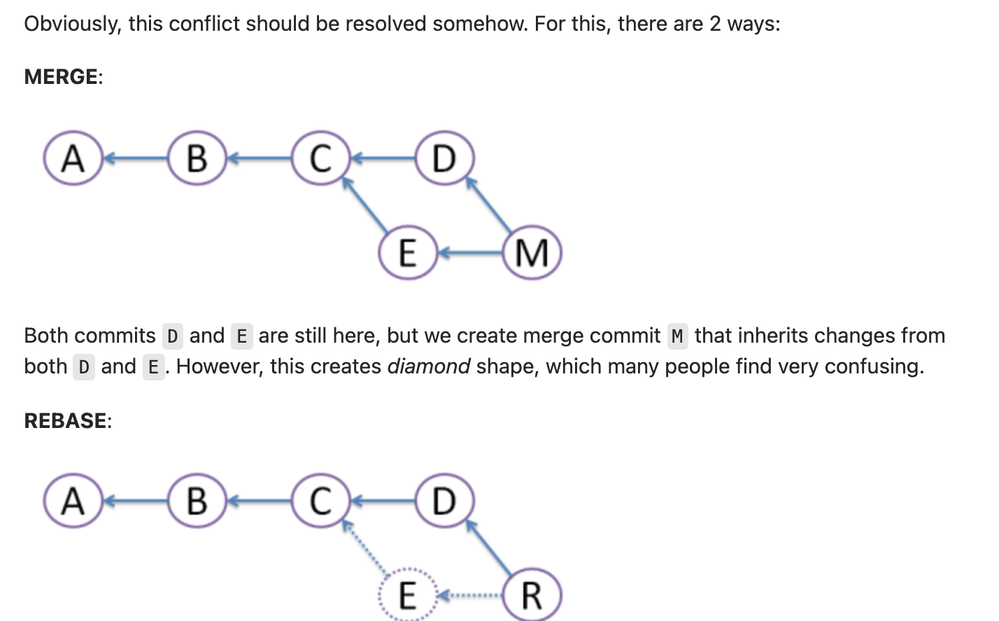 Obviously, this conflict should be resolved somehow. For this, there are 2 ways:
MERGE:
A B C D
E M
Both commits D and E are still here, but we create merge commit M that inherits changes from
both D and E. However, this creates diamond shape, which many people find very confusing.
REBASE:
A B C D
E R